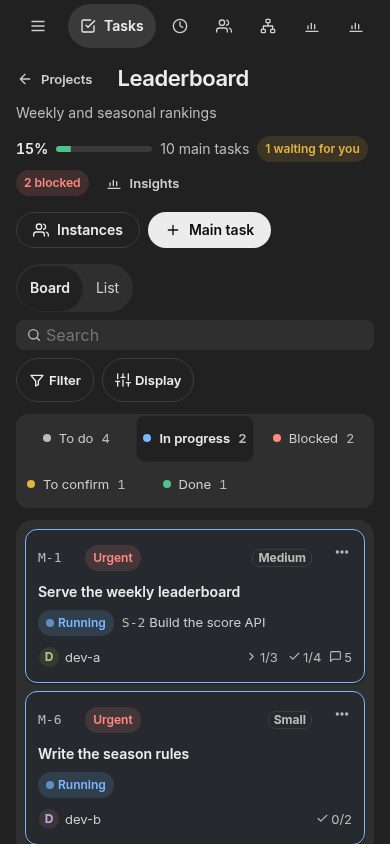 Tasks
Projects Leaderboard
Weekly and seasonal rankings
15% 10 main tasks 1 waiting for you
2 blocked Insights
Instances Main task
Board List
Search
Filter Display
To do 4 In progress 2 Blocked 2
To confirm 1 Done 1
M-1 Urgent Medium
Serve the weekly leaderboard
Running S-2 Build the score API
D dev-a 1/3 1/4 5
M-6 Urgent Small
Write the season rules
Running
D dev-b 0/2